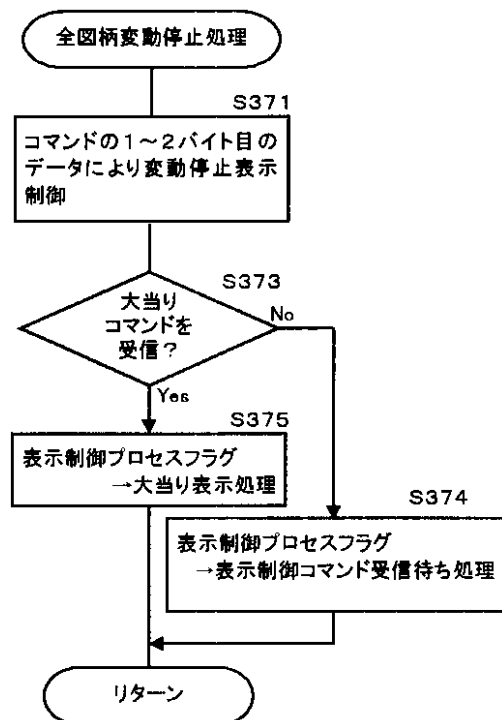 全図柄変動停止処理
S371
コマンドの1～2バイト目の
データにより変動停止表示
制御
S373
大当り
コマンドを
受信？
No
Yes
S375
表示制御プロセスフラグ
→大当り表示処理
S374
表示制御プロセスフラグ
→表示制御コマンド受信待ち処理
リターン